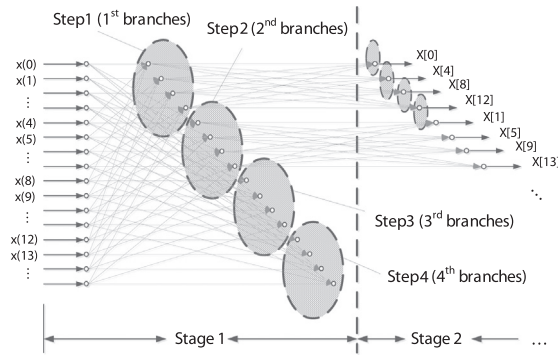 Step1 (1st branches)
Step2 (2nd branches)
x(0)
x(1)
⋮
x(4)
x(5)
⋮
x(8)
x(9)
⋮
x(12)
x(13)
⋮
X[0]
X[4]
X[8]
X[12]
X[1]
X[5]
X[9]
X[13]
⋱
Step3 (3rd branches)
Step4 (4th branches)
Stage 1
Stage 2
...